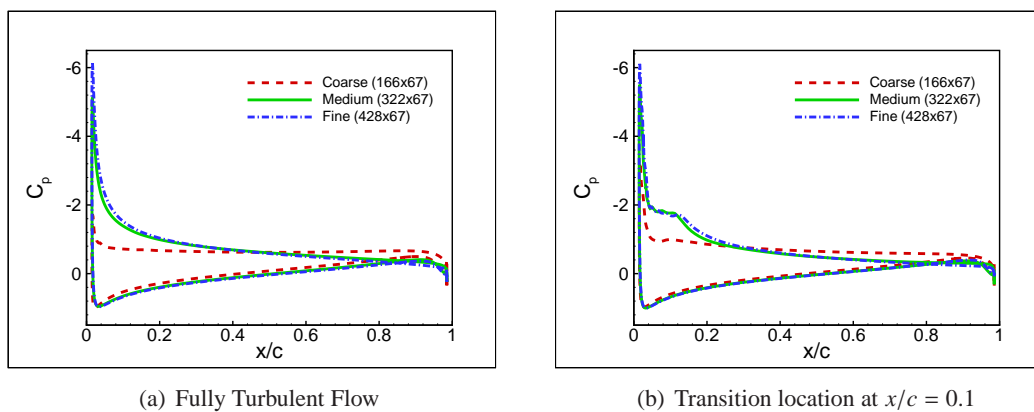 -6
-4
-2
0
C_p
0 0.2 0.4 0.6 0.8 1
x/c
Coarse (166x67)
Medium (322x67)
Fine (428x67)
(a) Fully Turbulent Flow
-6
-4
-2
0
C_p
0 0.2 0.4 0.6 0.8 1
x/c
Coarse (166x67)
Medium (322x67)
Fine (428x67)
(b) Transition location at x/c = 0.1